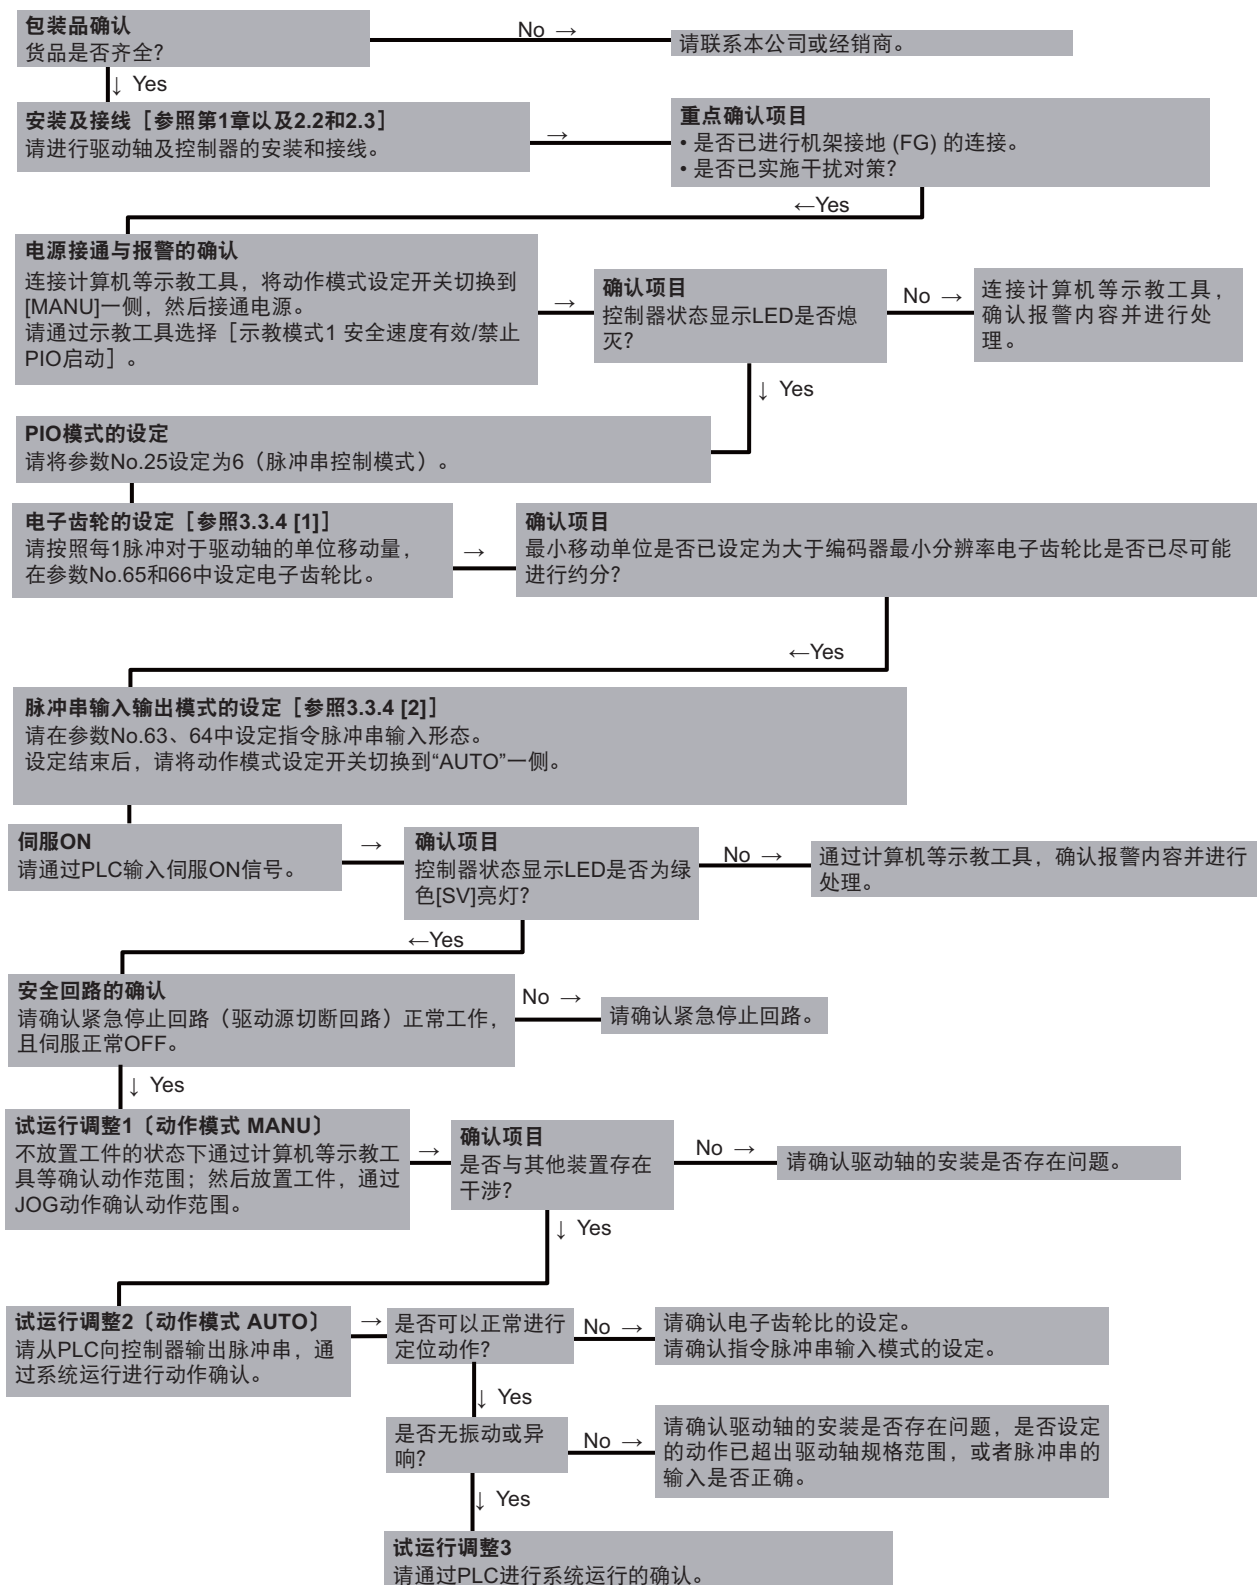 包装品确认
货品是否齐全?
No →
请联系本公司或经销商。
↓ Yes
安装及接线［参照第1章以及2.2和2.3］
请进行驱动轴及控制器的安装和接线。
→
重点确认项目
• 是否已进行机架接地 (FG) 的连接。
• 是否已实施干扰对策?
←Yes
电源接通与报警的确认
连接计算机等示教工具，将动作模式设定开关切换到
[MANU]一侧，然后接通电源。
请通过示教工具选择［示教模式1 安全速度有效/禁止
PIO启动］。
→
确认项目
控制器状态显示LED是否熄
灭?
No →
连接计算机等示教工具，
确认报警内容并进行处
理。
↓ Yes
PIO模式的设定
请将参数No.25设定为6（脉冲串控制模式）。
电子齿轮的设定［参照3.3.4 [1]］
请按照每1脉冲对于驱动轴的单位移动量，
在参数No.65和66中设定电子齿轮比。
→
确认项目
最小移动单位是否已设定为大于编码器最小分辨率电子齿轮比是否已尽可能
进行约分?
←Yes
脉冲串输入输出模式的设定［参照3.3.4 [2]］
请在参数No.63、64中设定指令脉冲串输入形态。
设定结束后，请将动作模式设定开关切换到“AUTO”一侧。
伺服ON
请通过PLC输入伺服ON信号。
→
确认项目
控制器状态显示LED是否为绿
色[SV]亮灯?
No →
通过计算机等示教工具，确认报警内容并进行
处理。
←Yes
安全回路的确认
请确认紧急停止回路（驱动源切断回路）正常工作，
且伺服正常OFF。
No →
请确认紧急停止回路。
↓ Yes
试运行调整1〔动作模式 MANU〕
不放置工件的状态下通过计算机等示教工
具等确认动作范围；然后放置工件，通过
JOG动作确认动作范围。
→
确认项目
是否与其他装置存在
干涉?
No →
请确认驱动轴的安装是否存在问题。
↓ Yes
试运行调整2〔动作模式 AUTO〕
请从PLC向控制器输出脉冲串，通
过系统运行进行动作确认。
→
是否可以正常进行
定位动作?
No →
请确认电子齿轮比的设定。
请确认指令脉冲串输入模式的设定。
↓ Yes
是否无振动或异
响?
No →
请确认驱动轴的安装是否存在问题，是否设定
的动作已超出驱动轴规格范围，或者脉冲串的
输入是否正确。
↓ Yes
试运行调整3
请通过PLC进行系统运行的确认。